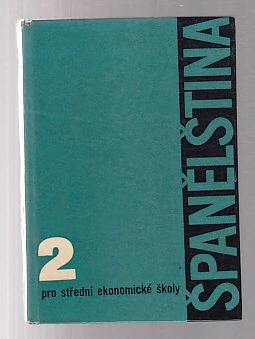 ŠPANĚLŠTINA
2
pro střední ekonomické školy